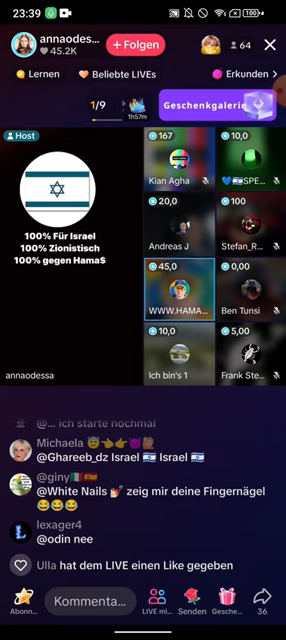 23:39
100+
annaodes...
45.2K
+ Folgen
64
Lernen
Beliebte LIVEs
Erkunden
1/9
1h57m
Geschenkgalerie
Host
100% Für Israel
100% Zionistisch
100% gegen Hama$
annaodessa
167
Kian Agha
10,0
SPE...
20,0
Andreas J
100
Stefan_R...
45,0
WWW.HAMA...
0,00
Ben Tunsi
10,0
Ich bin's 1
5,00
Frank Ste...
@... ich starte nochmal
Michaela
@Ghareeb_dz Israel 🇮🇱 Israel 🇮🇱
@giny🇮🇹🇪🇸
@White Nails 💅 zeig mir deine Fingernägel
😂😂😂
lexager4
@odin nee
Ulla hat dem LIVE einen Like gegeben
Abonn...
Kommenta...
LIVE mi...
Senden
Gesche...
36